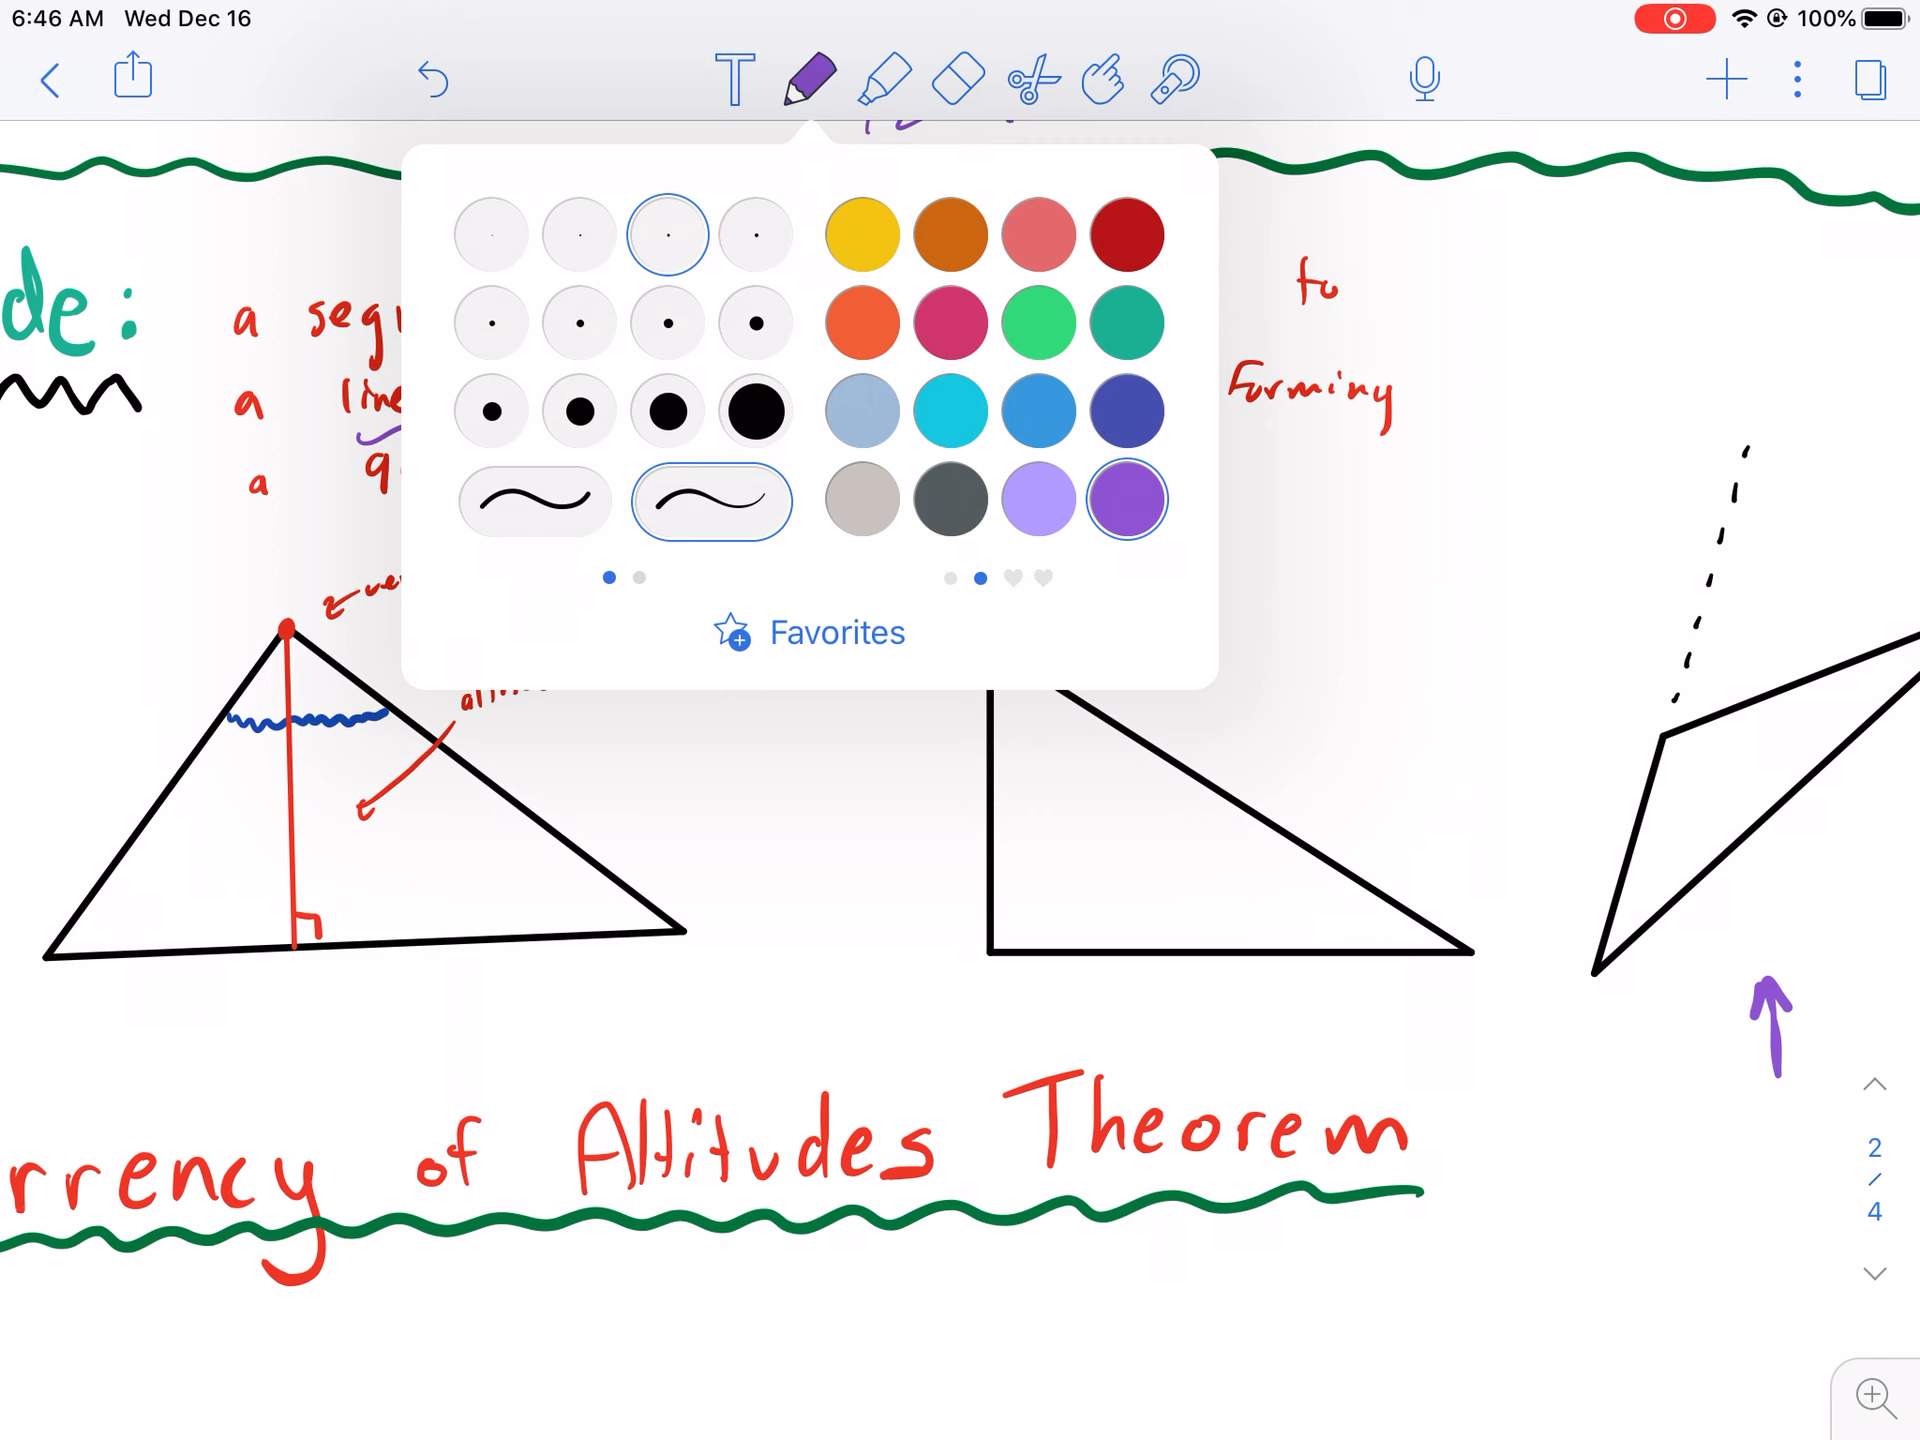 6:46 AM Wed Dec 16
100%
T
Favorites
de:
a seg
to
a line
Forming
a
rrency of Altitudes Theorem
2
/
4